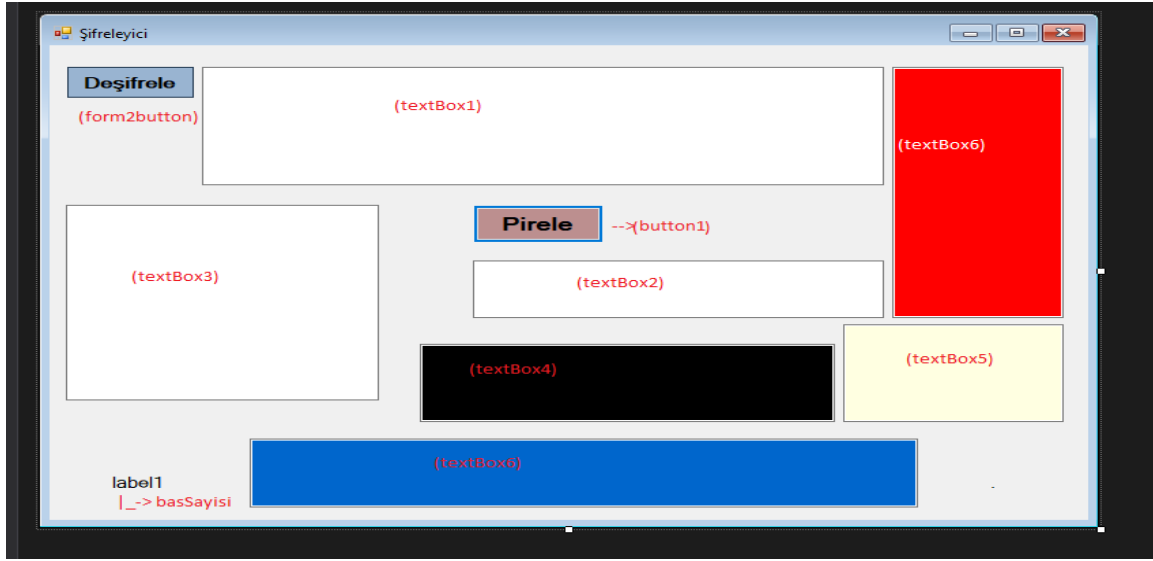 Şifreleyici
Deşifrele
(form2button)
(textBox1)
(textBox6)
Pirele
-->(button1)
(textBox3)
(textBox2)
(textBox4)
(textBox5)
(textBox6)
label1
|_-> basSayisi